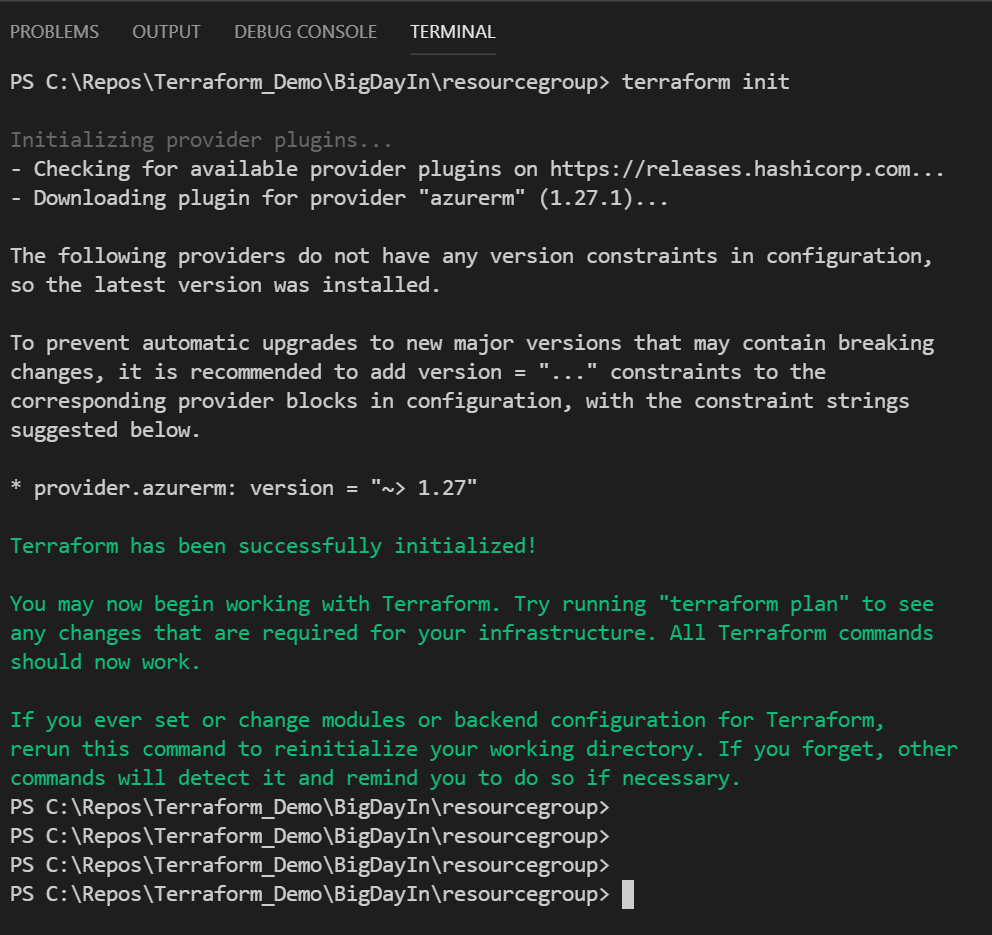 PROBLEMS OUTPUT DEBUG CONSOLE TERMINAL
PS C:\Repos\Terraform_Demo\BigDayIn\resourcegroup> terraform init
Initializing provider plugins...
- Checking for available provider plugins on https://releases.hashicorp.com...
- Downloading plugin for provider "azurerm" (1.27.1)...
The following providers do not have any version constraints in configuration,
so the latest version was installed.
To prevent automatic upgrades to new major versions that may contain breaking
changes, it is recommended to add version = "..." constraints to the
corresponding provider blocks in configuration, with the constraint strings
suggested below.
* provider.azurerm: version = "~> 1.27"
Terraform has been successfully initialized!
You may now begin working with Terraform. Try running "terraform plan" to see
any changes that are required for your infrastructure. All Terraform commands
should now work.
If you ever set or change modules or backend configuration for Terraform,
rerun this command to reinitialize your working directory. If you forget, other
commands will detect it and remind you to do so if necessary.
PS C:\Repos\Terraform_Demo\BigDayIn\resourcegroup>
PS C:\Repos\Terraform_Demo\BigDayIn\resourcegroup>
PS C:\Repos\Terraform_Demo\BigDayIn\resourcegroup>
PS C:\Repos\Terraform_Demo\BigDayIn\resourcegroup>